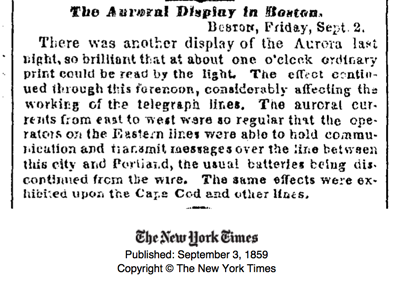 The Auroral Display in Boston.
BOSTON, Friday, Sept. 2.
There was another display of the Aurora last
night, so brilliant that at about one o'clock ordinary
print could be read by the light. The effect contin-
ued through this forenoon, considerably affecting the
working of the telegraph lines. The auroral cur-
rents from east to west were so regular that the ope-
rators on the Eastern lines were able to hold commu-
nication and transmit messages over the line between
this city and Portland, the usual batteries being dis-
continued from the wire. The same effects were ex-
hibited upon the Cape Cod and other lines.
The New York Times
Published: September 3, 1859
Copyright © The New York Times